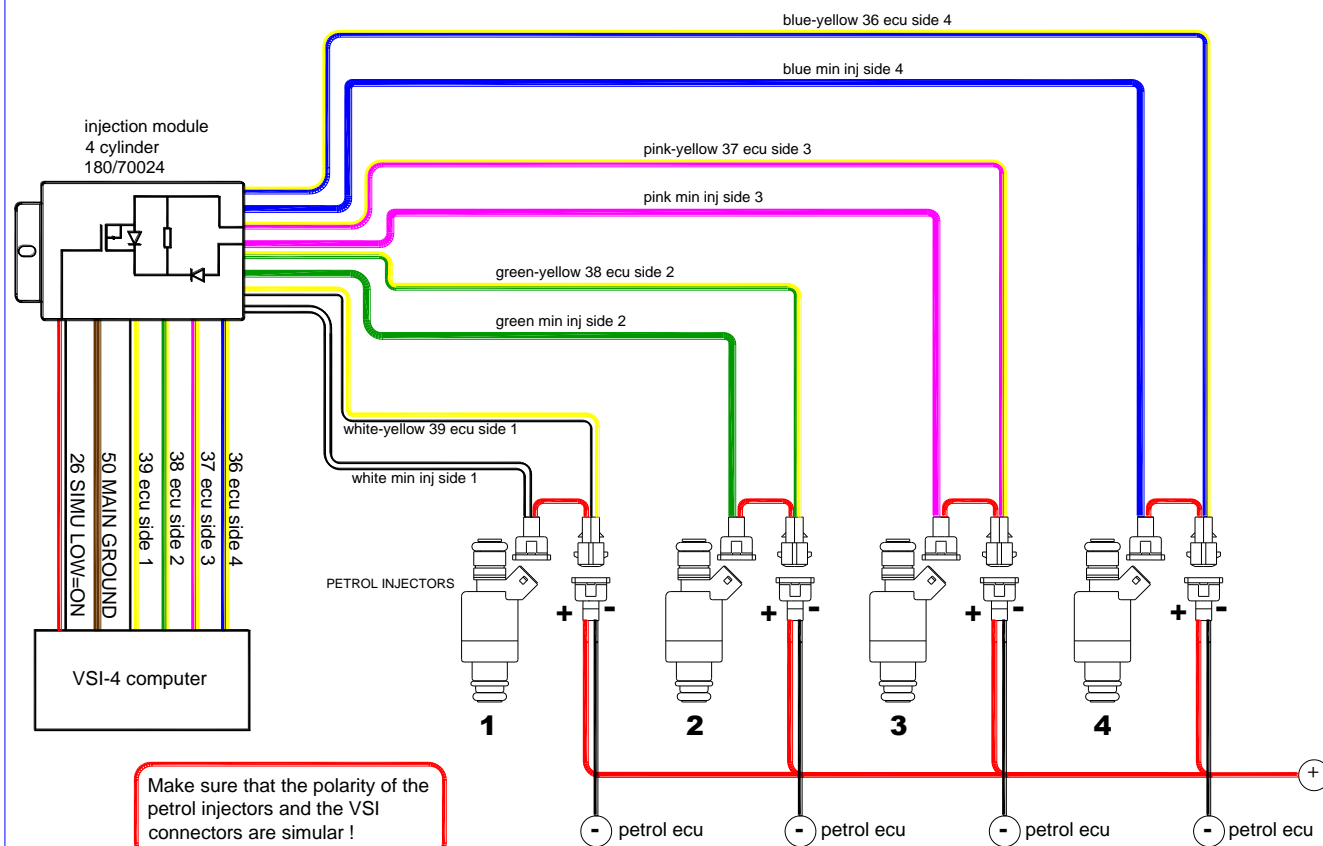 blue-yellow 36 ecu side 4
blue min inj side 4
injection module
4 cylinder
180/70024
pink-yellow 37 ecu side 3
pink min inj side 3
green-yellow 38 ecu side 2
green min inj side 2
white-yellow 39 ecu side 1
white min inj side 1
26 SIMU LOW=ON
50 MAIN GROUND
39 ecu side 1
38 ecu side 2
37 ecu side 3
36 ecu side 4
VSI-4 computer
PETROL INJECTORS
+ -
+ -
+ -
+ -
1 2 3 4
+
Make sure that the polarity of the
petrol injectors and the VSI
connectors are simular !
- petrol ecu
- petrol ecu
- petrol ecu
- petrol ecu